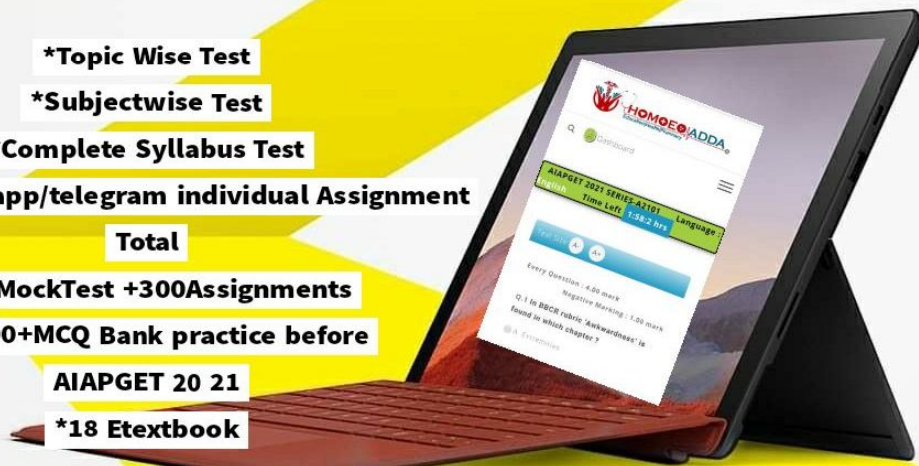 *Topic Wise Test
*Subjectwise Test
Complete Syllabus Test
app/telegram individual Assignment
Total
MockTest +300Assignments
0+MCQ Bank practice before
AIAPGET 20 21
*18 Etextbook
HOMOEOADDA
Dashboard
AIAPGET 2021 SERIES-A2101 Language :
English
Time Left 1:58:2 hrs
Text Size A- A+
Every Question : 4.00 mark
Negative Marking : 1.00 mark
Q.1 In BBCR rubric 'Awkwardness' is
found in which chapter ?
A. Extremities